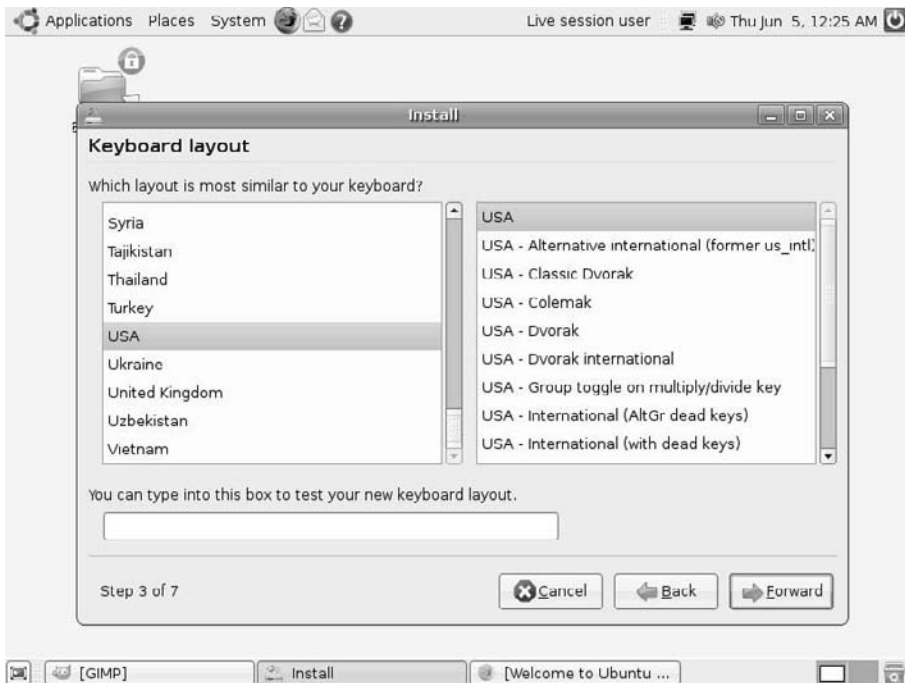 Applications Places System Live session user Thu Jun 5, 12:25 AM
Install
Keyboard layout
Which layout is most similar to your keyboard?
Syria
Tajikistan
Thailand
Turkey
USA
Ukraine
United Kingdom
Uzbekistan
Vietnam
USA
USA - Alternative international (former us_intl)
USA - Classic Dvorak
USA - Colemak
USA - Dvorak
USA - Dvorak international
USA - Group toggle on multiply/divide key
USA - International (AltGr dead keys)
USA - International (with dead keys)
You can type into this box to test your new keyboard layout.
Step 3 of 7
Cancel
Back
Forward
[GIMP] Install [Welcome to Ubuntu ...